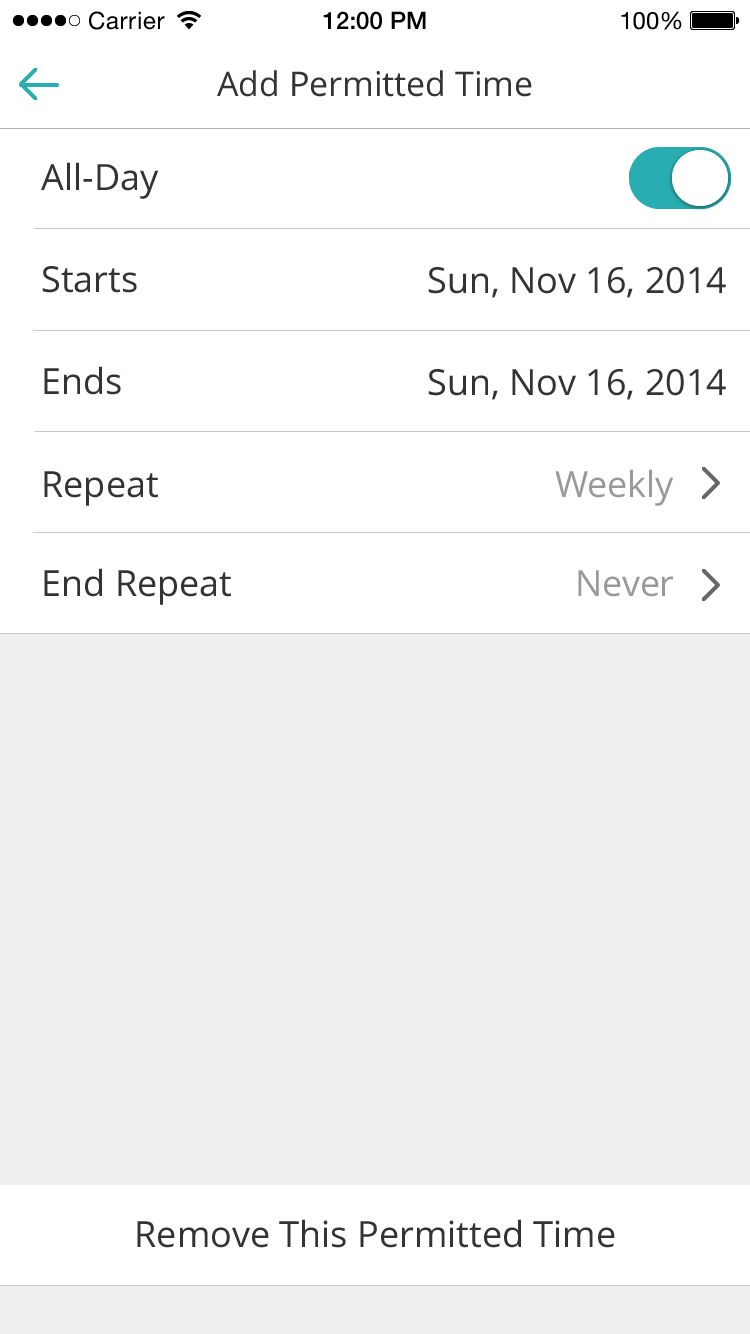 Carrier 12:00 PM 100%
Add Permitted Time
All-Day
Starts Sun, Nov 16, 2014
Ends Sun, Nov 16, 2014
Repeat Weekly
End Repeat Never
Remove This Permitted Time